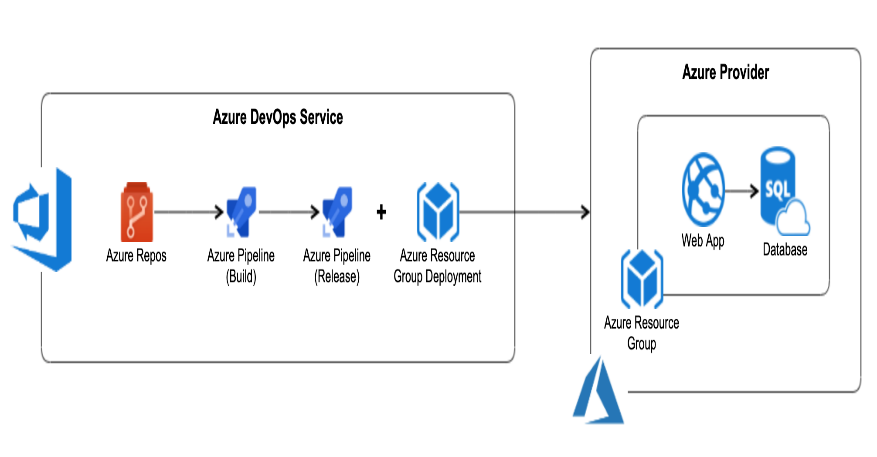 Azure Provider
Azure DevOps Service
SQL
Web App
Database
Azure Repos
Azure Pipeline
(Build)
Azure Pipeline
(Release)
+
Azure Resource
Group Deployment
Azure Resource
Group